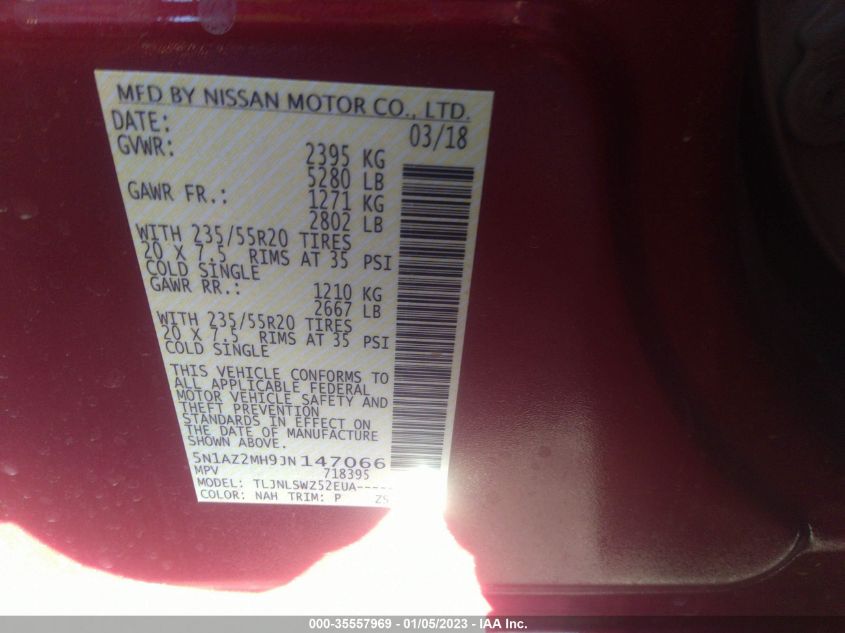 MFD BY NISSAN MOTOR CO., LTD.
DATE: 03/18
GVWR: 2395 KG
5280 LB
GAWR FR.: 1271 KG
2802 LB
WITH 235/55R20 TIRES
20 X 7.5 RIMS AT 35 PSI
COLD SINGLE
GAWR RR.: 1210 KG
2667 LB
WITH 235/55R20 TIRES
20 X 7.5 RIMS AT 35 PSI
COLD SINGLE
THIS VEHICLE CONFORMS TO
ALL APPLICABLE FEDERAL
MOTOR VEHICLE SAFETY AND
THEFT PREVENTION
STANDARDS IN EFFECT ON
THE DATE OF MANUFACTURE
SHOWN ABOVE.
5N1AZ2MH9JN147066
MPV 718395
MODEL: TLJNLSWZ52EUA-----
COLOR: NAH TRIM: P
000-35557969 - 01/05/2023 - IAA Inc.